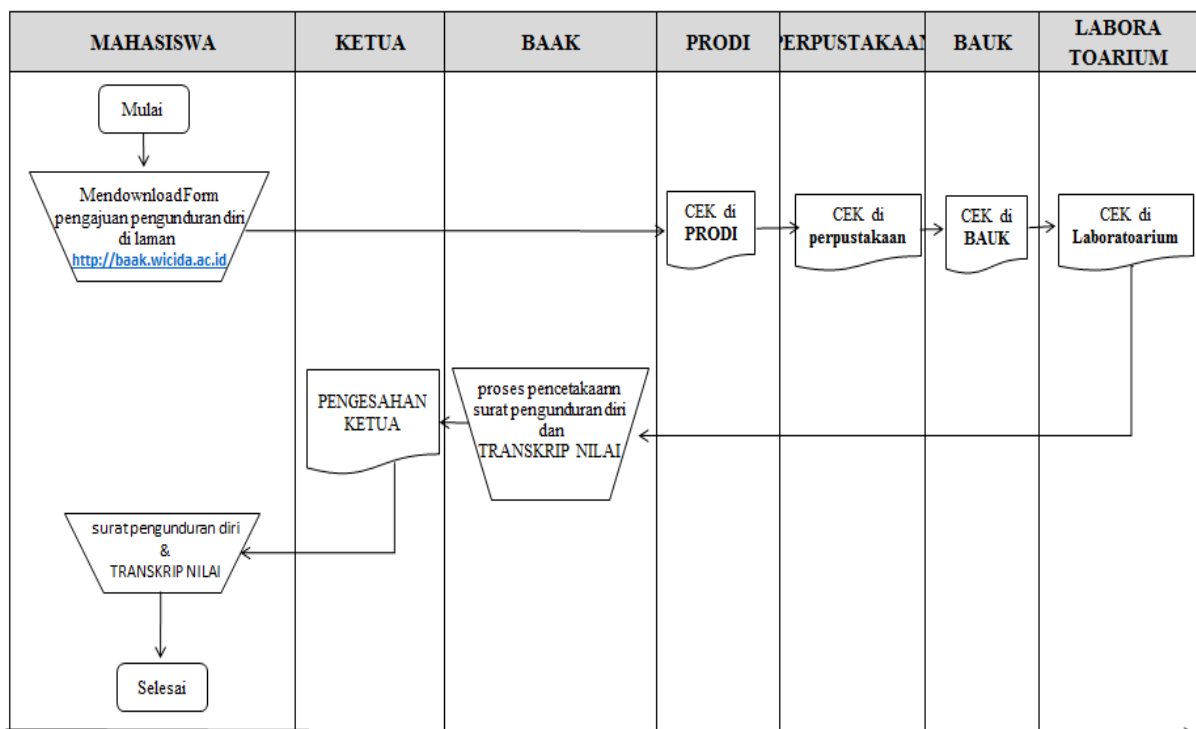 MAHASISWA
KETUA
BAAK
PRODI
PERPUSTAKAAN
BAUK
LABORA
TOARIUM
Mulai
Mendownload Form
pengajuan pengunduran diri
di laman
http://baak.wicida.ac.id
CEK di
PRODI
CEK di
perpustakaan
CEK di
BAUK
CEK di
Laboratoarium
PENGESAHAN
KETUA
proses pencetakaann
surat pengunduran diri
dan
TRANSKRIP NILAI
surat pengunduran diri
&
TRANSKRIP NILAI
Selesai